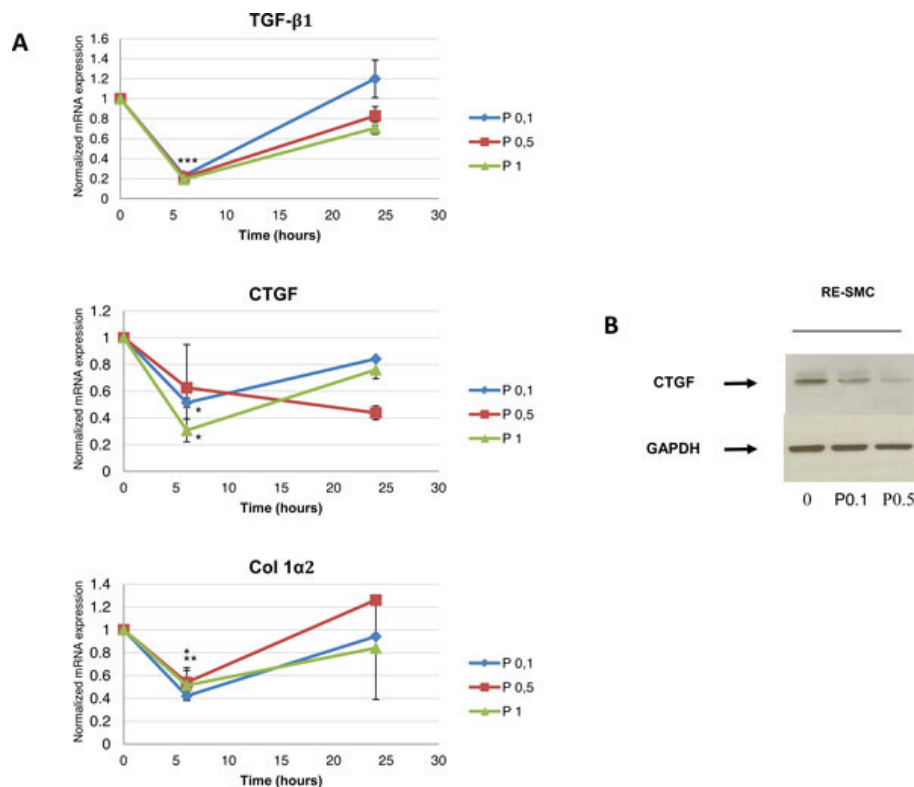 A
TGF-β1
Normalized mRNA expression
1.6
1.4
1.2
1
0.8
0.6
0.4
0.2
0
0 5 10 15 20 25 30
Time (hours)
***
P 0,1
P 0,5
P 1
CTGF
Normalized mRNA expression
1.2
1
0.8
0.6
0.4
0.2
0
0 5 10 15 20 25 30
Time (hours)
*
*
P 0,1
P 0,5
P 1
Col 1α2
Normalized mRNA expression
1.4
1.2
1
0.8
0.6
0.4
0.2
0
0 5 10 15 20 25 30
Time (hours)
*
**
P 0,1
P 0,5
P 1
B
RE-SMC
CTGF
GAPDH
0 P0.1 P0.5